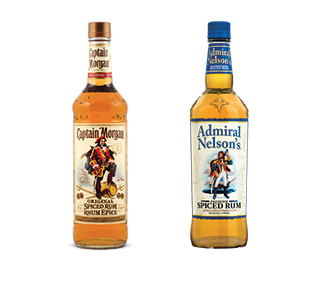 Captain Morgan
ORIGINAL
SPICED RUM
RHUM ÉPICÉ
Admiral
Nelson's
SPICED RUM